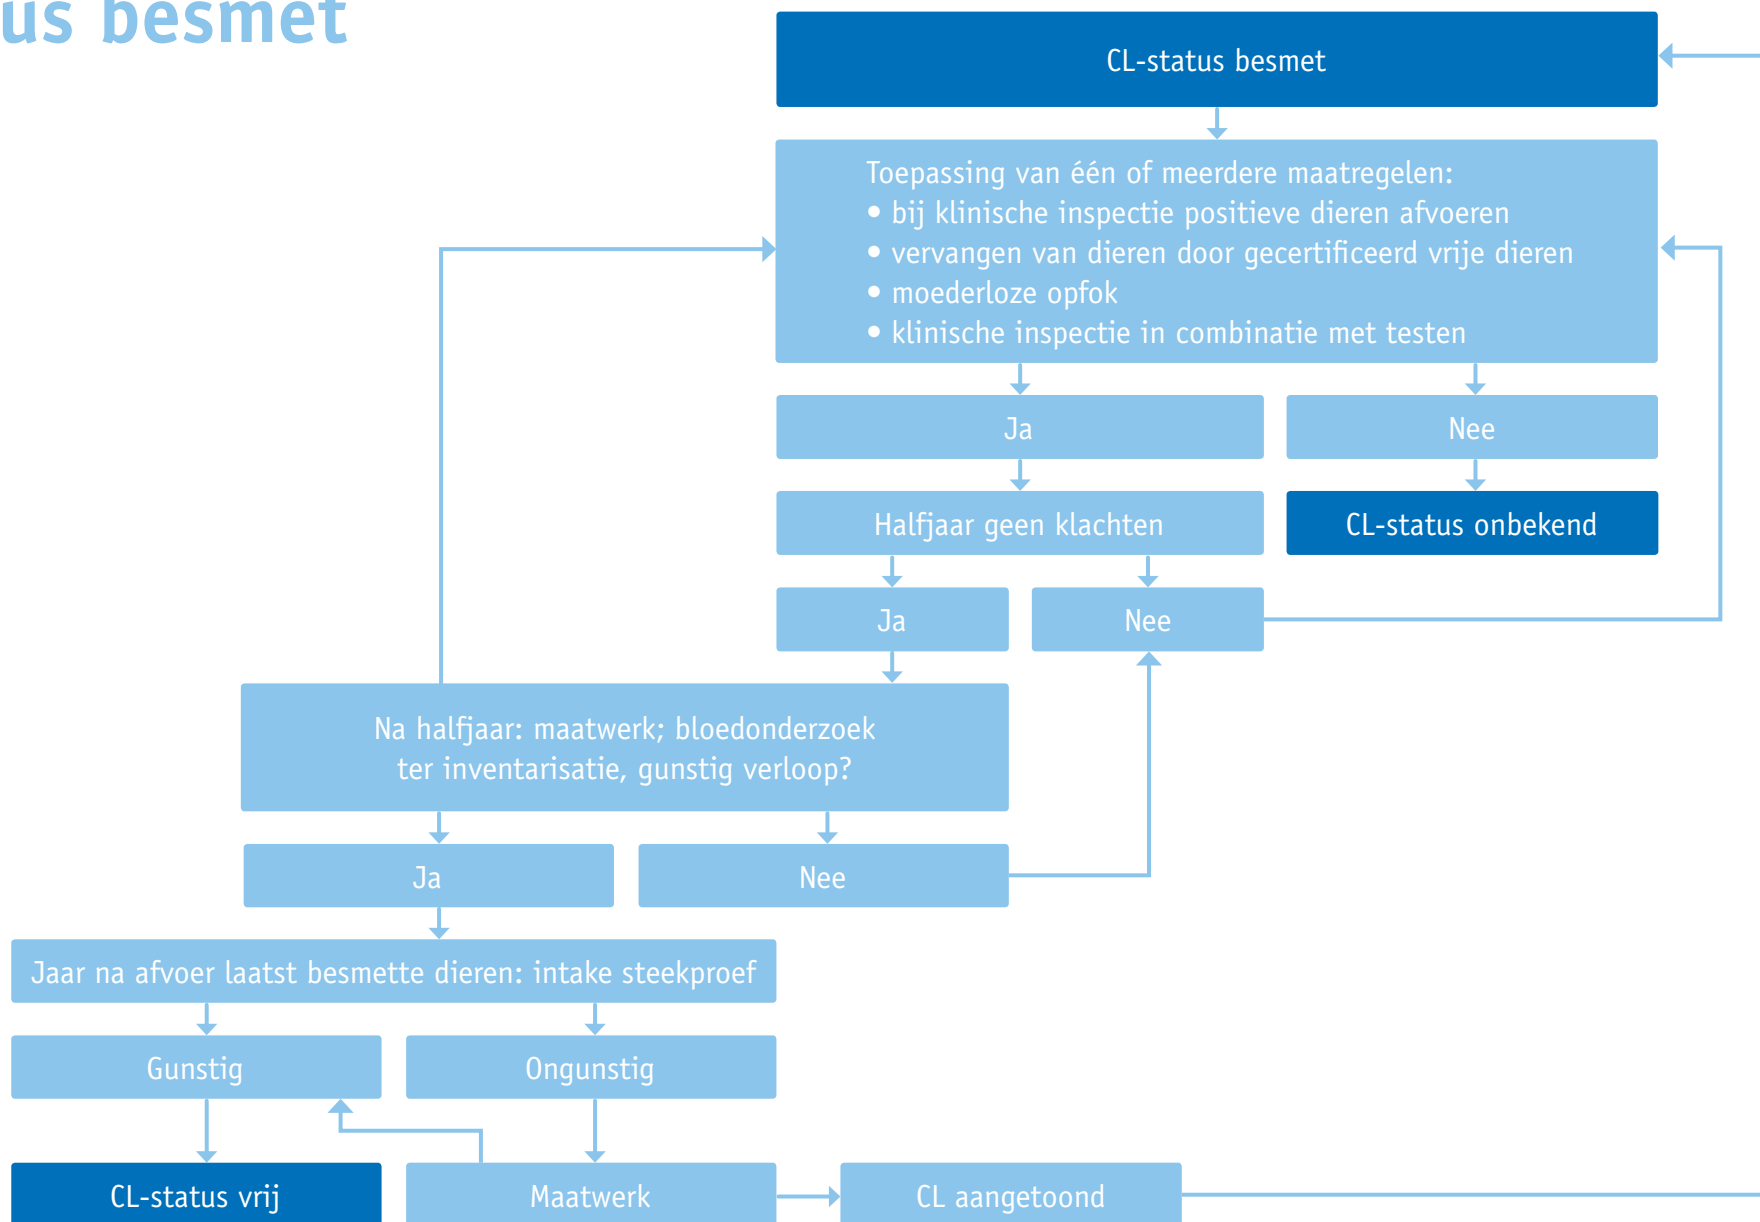 us besmet
CL-status besmet
Toepassing van één of meerdere maatregelen:
• bij klinische inspectie positieve dieren afvoeren
• vervangen van dieren door gecertificeerd vrije dieren
• moederloze opfok
• klinische inspectie in combinatie met testen
Ja
Nee
Halfjaar geen klachten
CL-status onbekend
Ja
Nee
Na halfjaar: maatwerk; bloedonderzoek
ter inventarisatie, gunstig verloop?
Ja
Nee
Jaar na afvoer laatst besmette dieren: intake steekproef
Gunstig
Ongunstig
CL-status vrij
Maatwerk
CL aangetoond